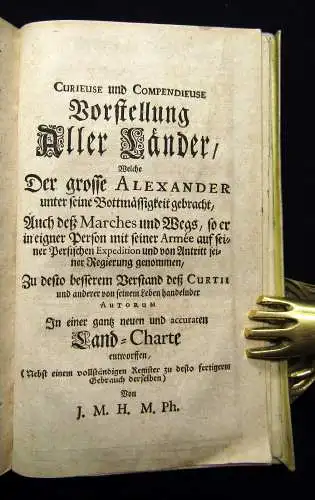 CURIEUSE und COMPENDIEUSE
Vorstellung
Aller Länder/
Welche
Der grosse ALEXANDER
unter seine Bottmässigkeit gebracht,
Auch deß Marches und Wegs, so er
in eigner Person mit seiner Armée auf sei-
ner Persischen Expedition und von Antritt sei-
ner Regierung genommen,
Zu desto besserem Verstand deß CURTII
und anderer von seinem Leben handelnder
AUTORUM
In einer gantz neuen und accuraten
Land-Charte
entworffen,
(Nebst einem vollständigen Register zu desto fertigerm
Gebrauch derselben)
Von
J. M. H. M. Ph.